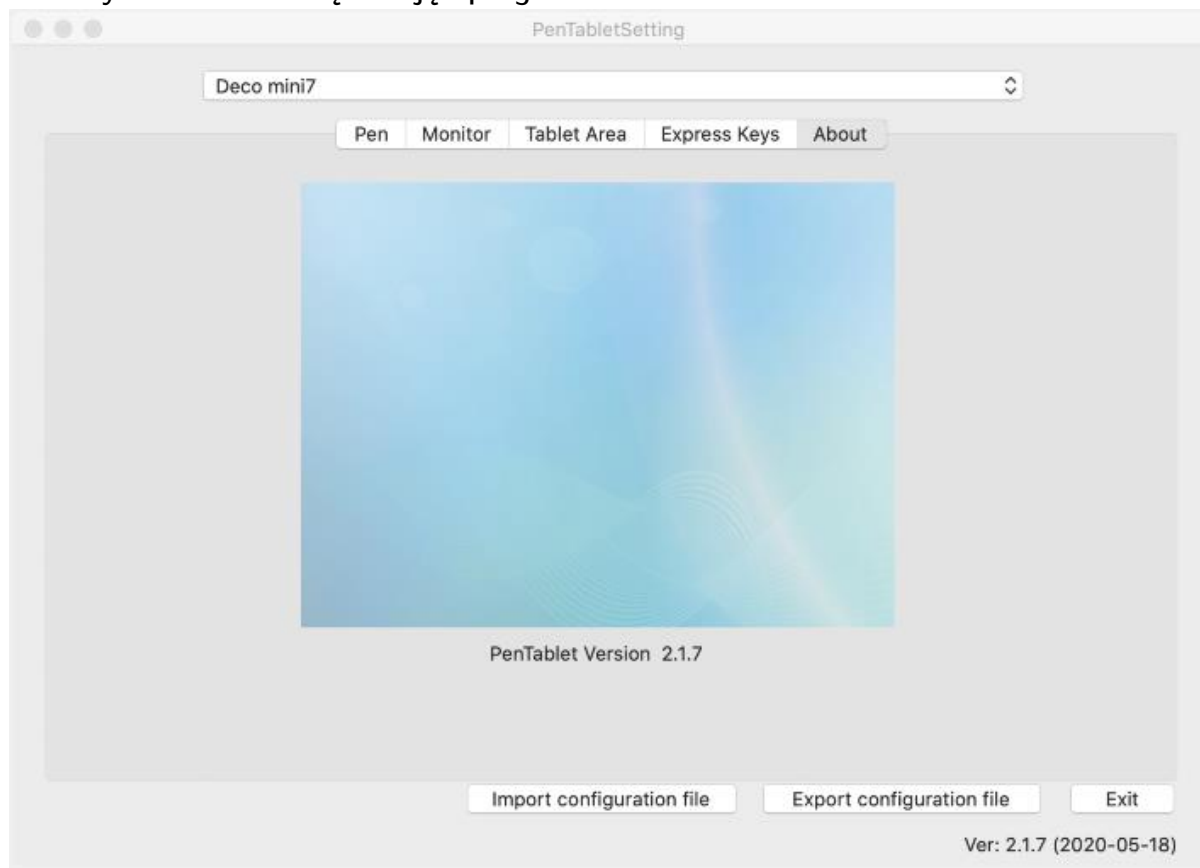 PenTabletSetting
Deco mini7
Pen Monitor Tablet Area Express Keys About
PenTablet Version 2.1.7
Import configuration file Export configuration file Exit
Ver: 2.1.7 (2020-05-18)